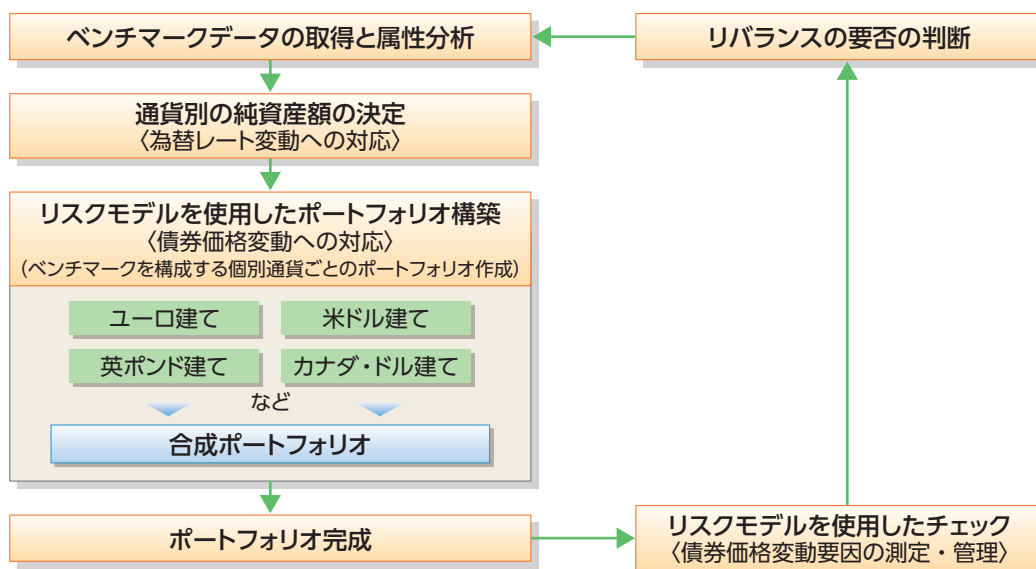 ベンチマークデータの取得と属性分析
リバランスの要否の判断
通貨別の純資産額の決定
〈為替レート変動への対応〉
リスクモデルを使用したポートフォリオ構築
〈債券価格変動への対応〉
（ベンチマークを構成する個別通貨ごとのポートフォリオ作成）
ユーロ建て
米ドル建て
英ポンド建て
カナダ・ドル建て
など
合成ポートフォリオ
ポートフォリオ完成
リスクモデルを使用したチェック
〈債券価格変動要因の測定・管理〉